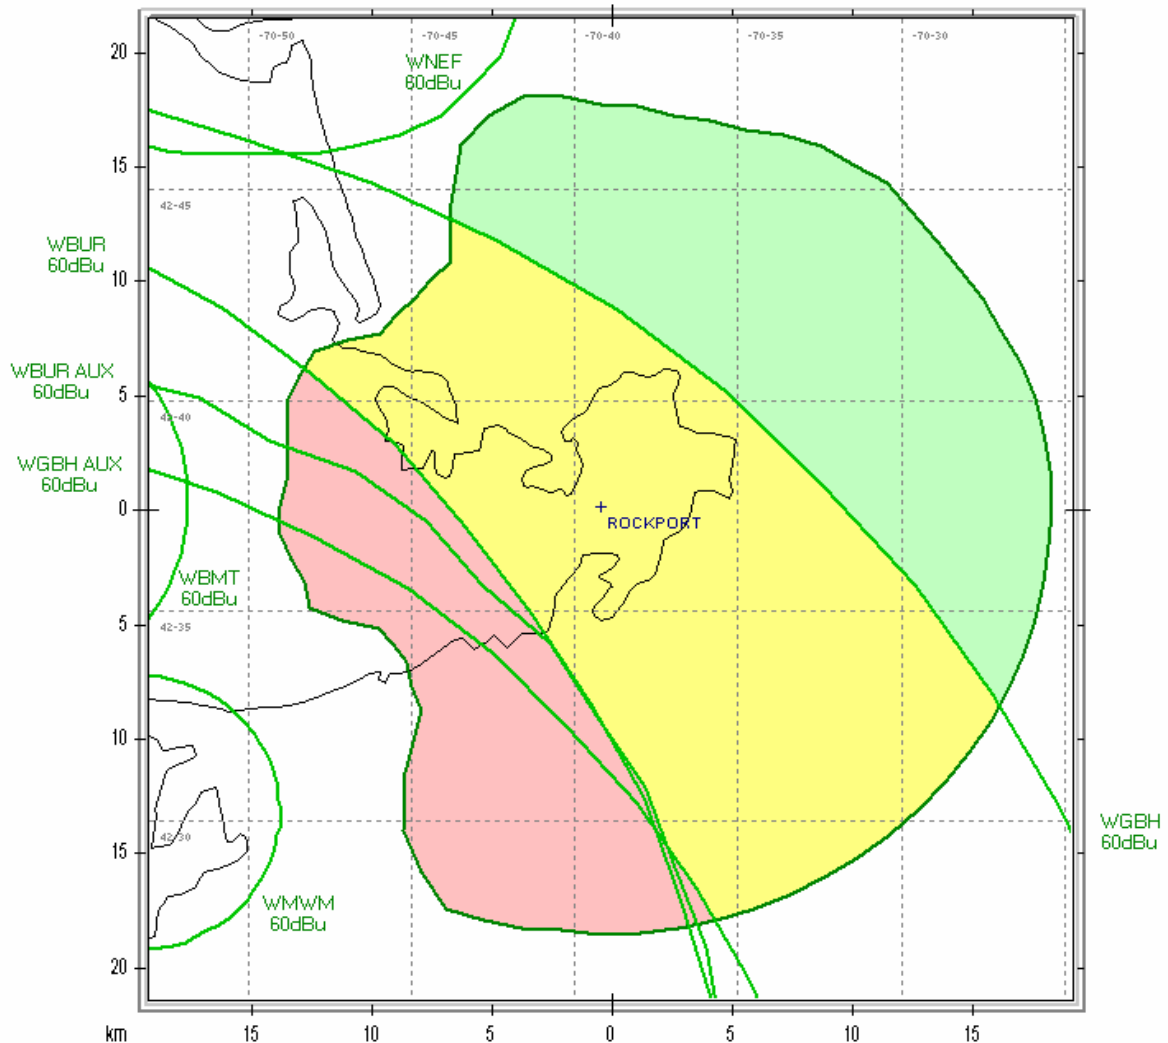 -70-50
-70-45
-70-40
-70-35
-70-30
20
WNEF
60dBu
15
42-45
WBUR
60dBu
10
WBUR AUX
60dBu
5
42-40
WGBH AUX
60dBu
0
ROCKPORT
WBMT
60dBu
5
42-35
10
WGBH
60dBu
42-30
15
WMWM
60dBu
20
km
15
10
5
0
5
10
15